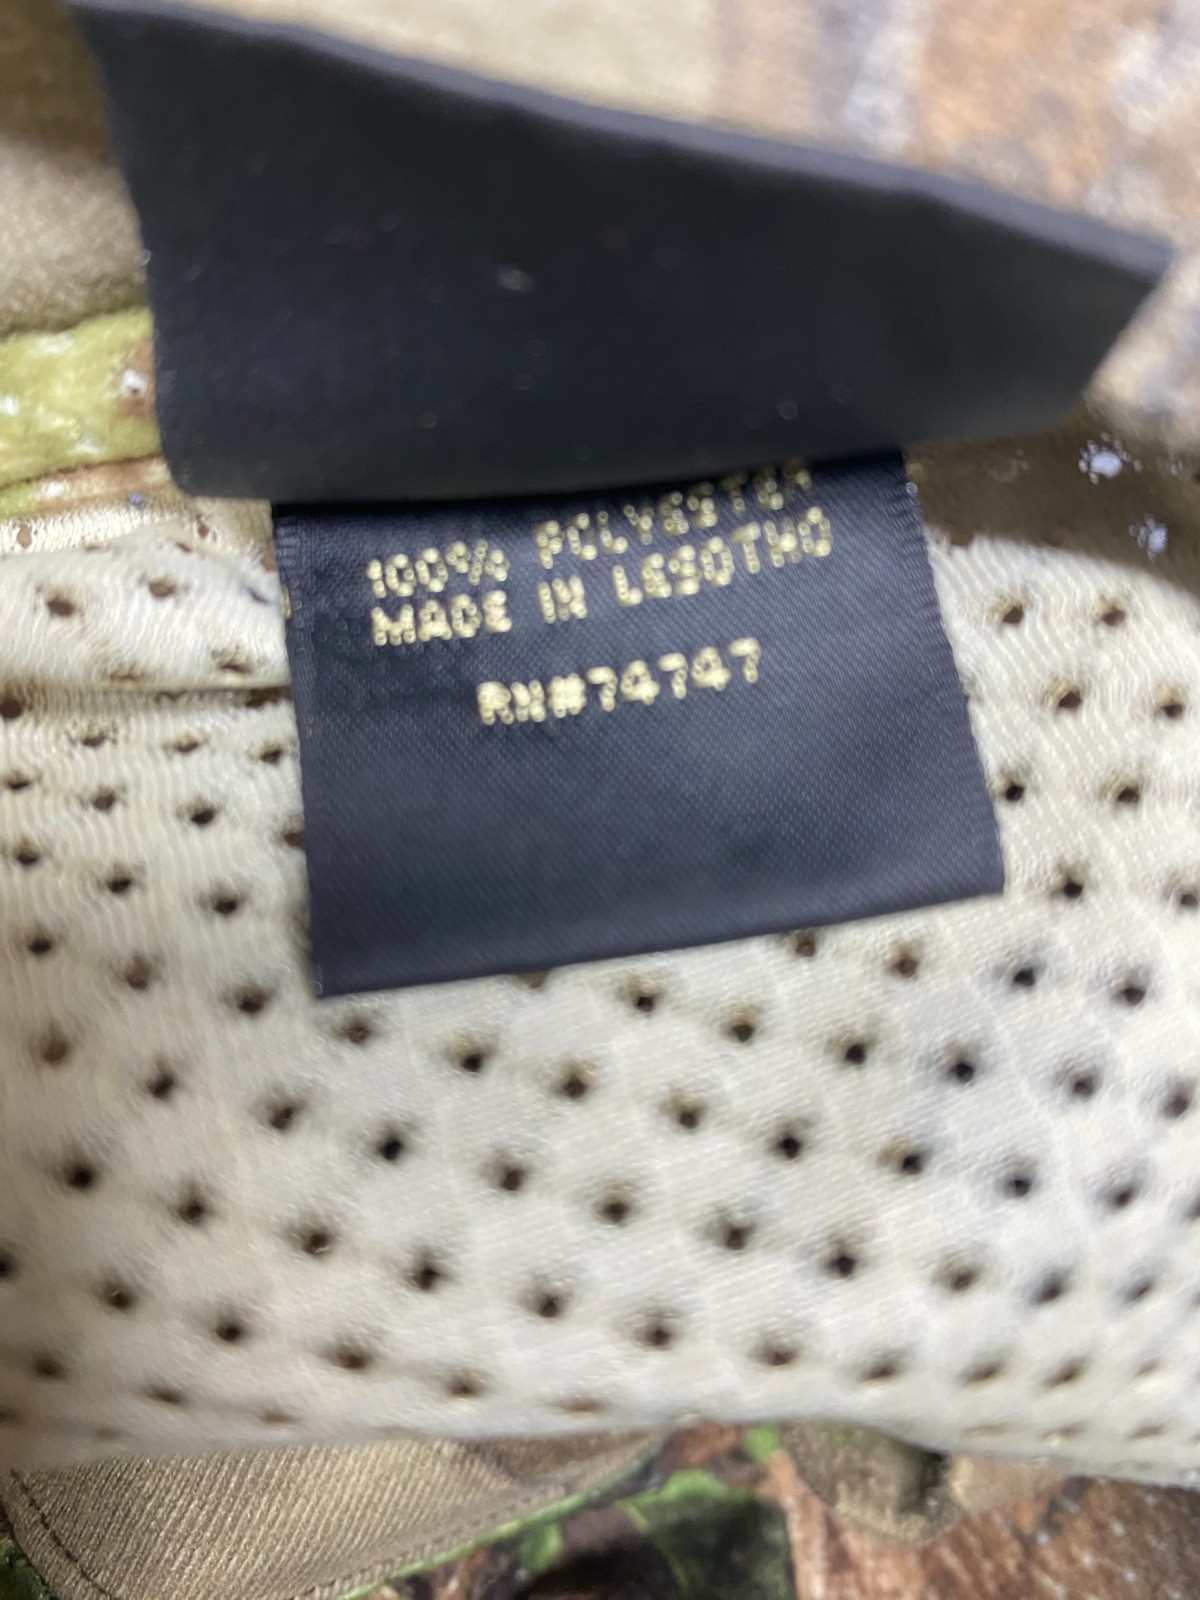 100% POLYESTER
MADE IN LESOTHO
RN#74747